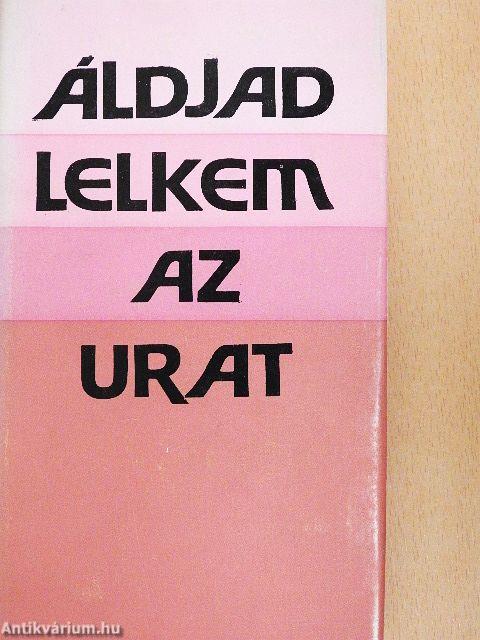 ÁLDJAD
LELKEM
AZ
URAT
Antikvárium.hu